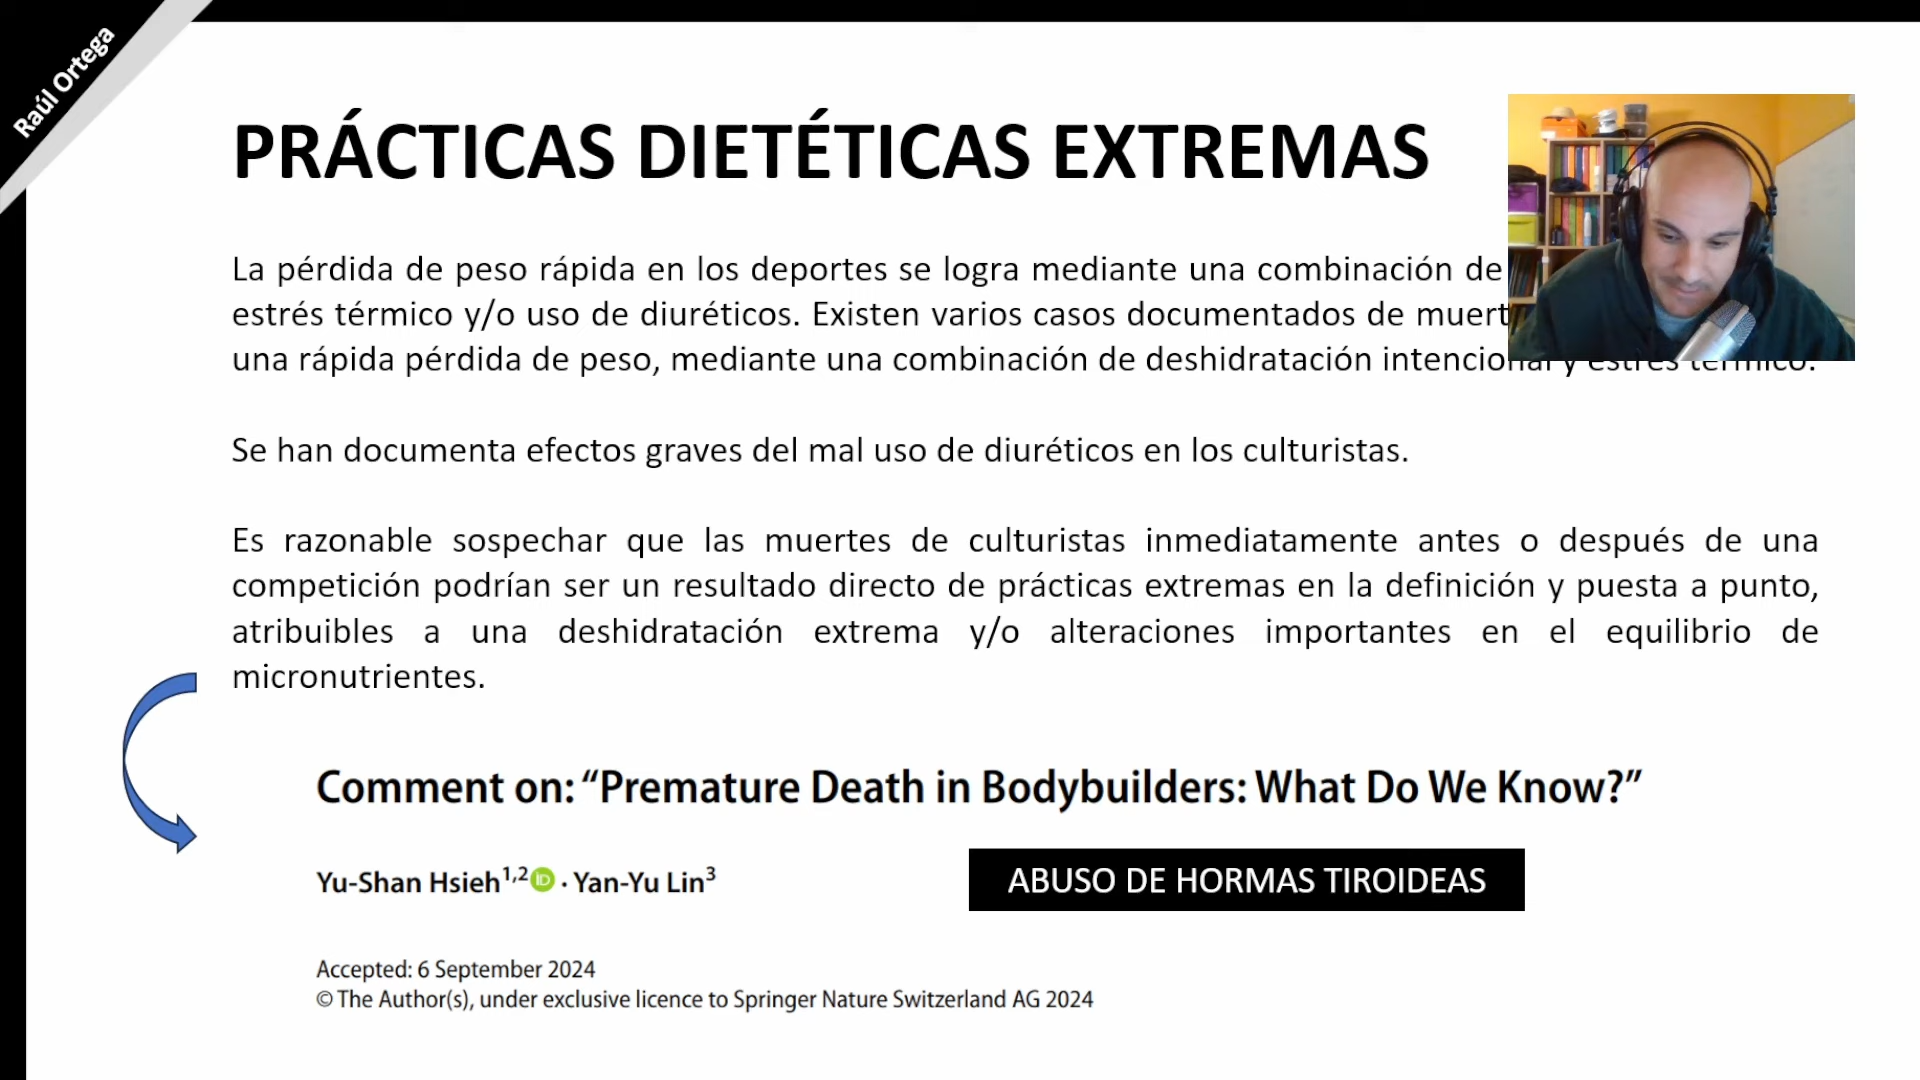 Raúl Ortega
PRÁCTICAS DIETÉTICAS EXTREMAS
La pérdida de peso rápida en los deportes se logra mediante una combinación de
estrés térmico y/o uso de diuréticos. Existen varios casos documentados de
una rápida pérdida de peso, mediante una combinación de deshidratación intencional y estrés térmico.
Se han documenta efectos graves del mal uso de diuréticos en los culturistas.
Es razonable sospechar que las muertes de culturistas inmediatamente antes o después de una
competición podrían ser un resultado directo de prácticas extremas en la definición y puesta a punto,
atribuibles a una deshidratación extrema y/o alteraciones importantes en el equilibrio de
micronutrientes.
Comment on: “Premature Death in Bodybuilders: What Do We Know?”
Yu-Shan Hsieh1,2 iD · Yan-Yu Lin3
ABUSO DE HORMAS TIROIDEAS
Accepted: 6 September 2024
© The Author(s), under exclusive licence to Springer Nature Switzerland AG 2024